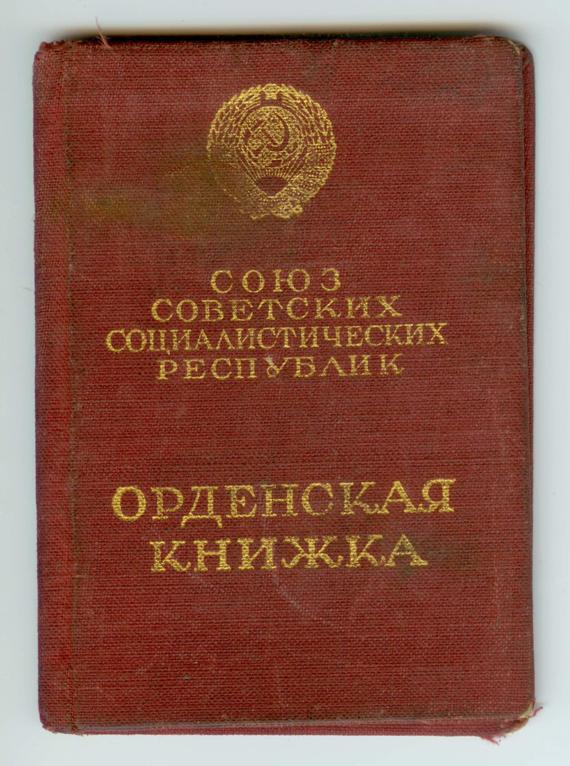 СОЮЗ
СОВЕТСКИХ
СОЦИАЛИСТИЧЕСКИХ
РЕСПУБЛИК
ОРДЕНСКАЯ
КНИЖКА